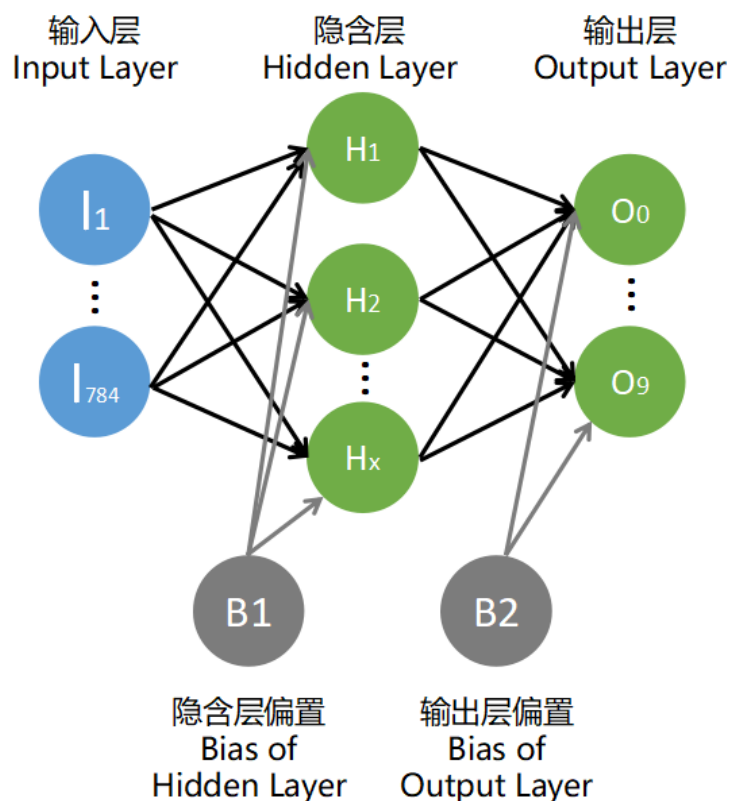 输入层
Input Layer
隐含层
Hidden Layer
输出层
Output Layer
I1
⋮
I784
H1
H2
⋮
Hx
O0
⋮
O9
B1
B2
隐含层偏置
Bias of
Hidden Layer
输出层偏置
Bias of
Output Layer